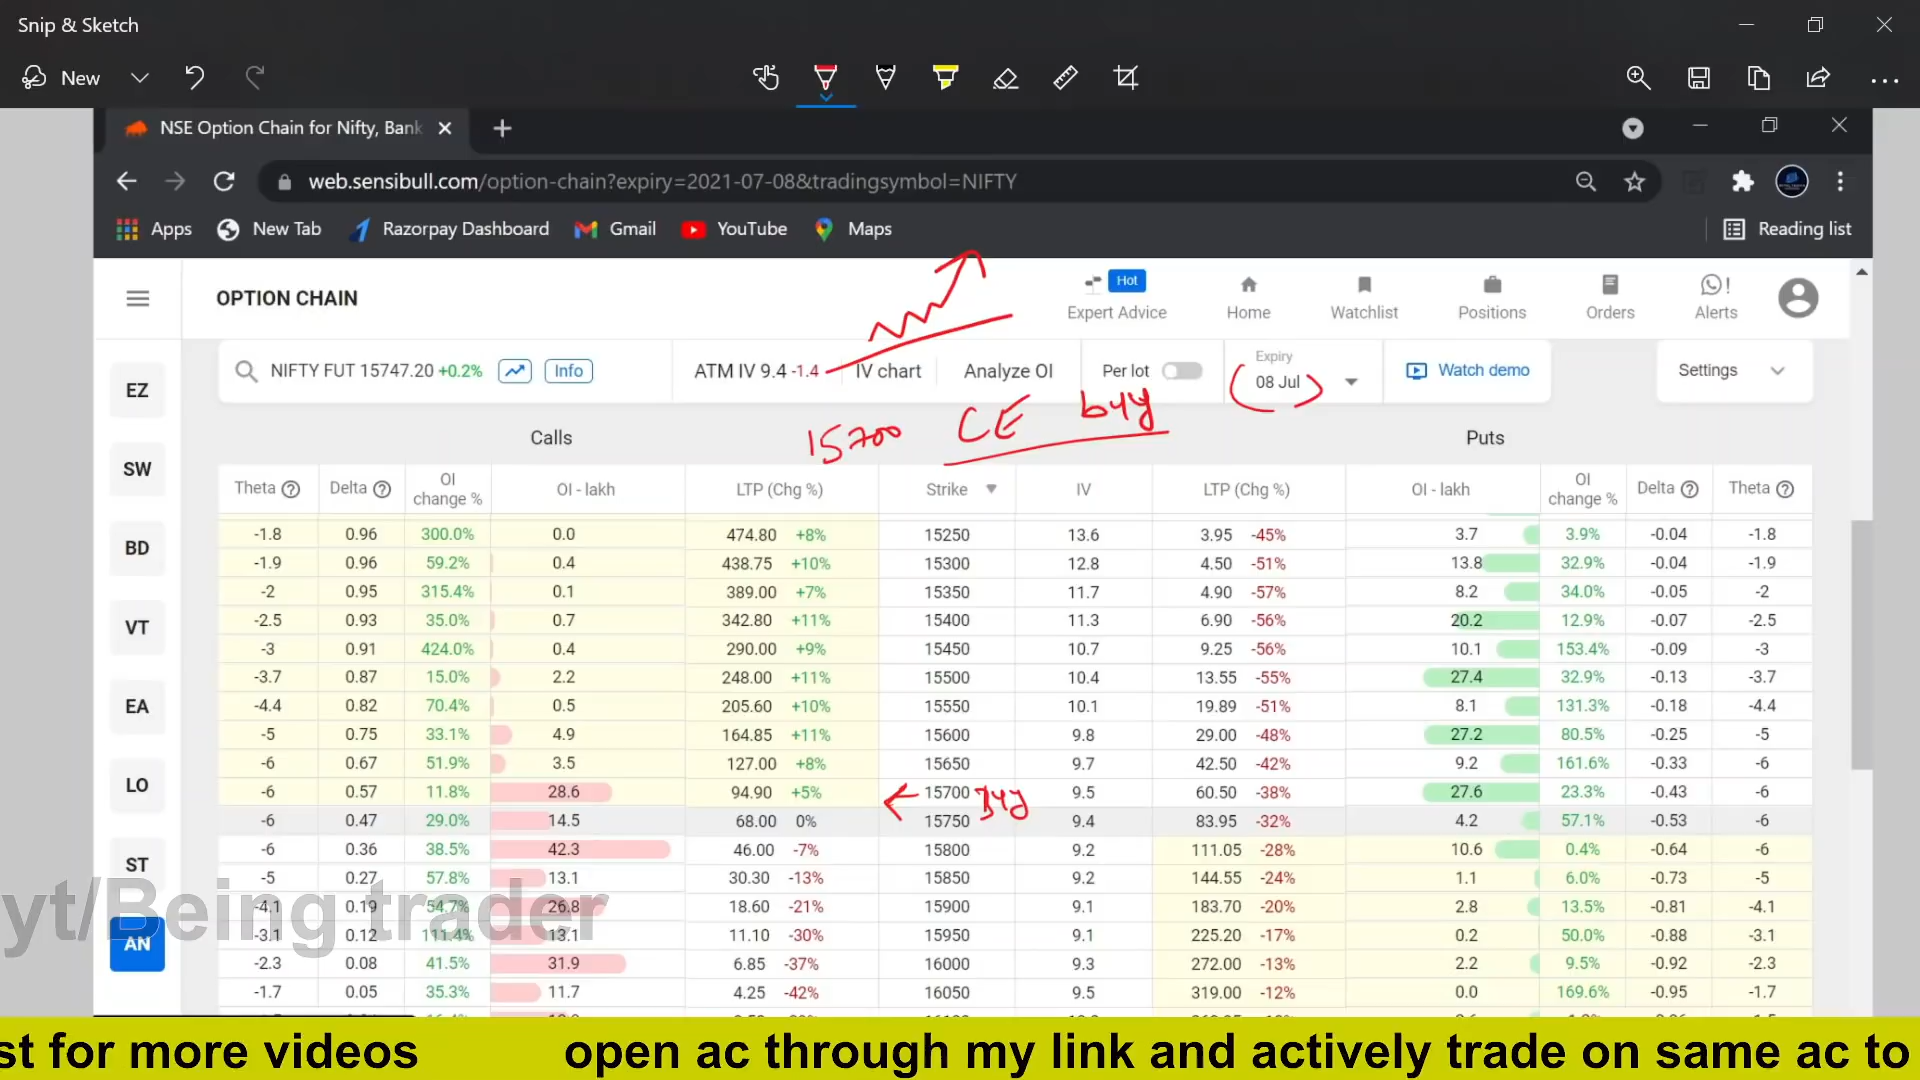 Snip & Sketch
New
NSE Option Chain for Nifty, Bank
web.sensibull.com/option-chain?expiry=2021-07-08&tradingsymbol=NIFTY
Apps New Tab Razorpay Dashboard Gmail YouTube Maps Reading list
OPTION CHAIN
Hot
Expert Advice Home Watchlist Positions Orders Alerts
NIFTY FUT 15747.20 +0.2% Info ATM IV 9.4 -1.4 IV chart Analyze OI Per lot Expiry 08 Jul Watch demo Settings
15700 CE buy
Calls Puts
Theta Delta OI change % OI - lakh LTP (Chg %) Strike IV LTP (Chg %) OI - lakh OI change % Delta Theta
-1.8 0.96 300.0% 0.0 474.80 +8% 15250 13.6 3.95 -45% 3.7 3.9% -0.04 -1.8
-1.9 0.96 59.2% 0.4 438.75 +10% 15300 12.8 4.50 -51% 13.8 32.9% -0.04 -1.9
-2 0.95 315.4% 0.1 389.00 +7% 15350 11.7 4.90 -57% 8.2 34.0% -0.05 -2
-2.5 0.93 35.0% 0.7 342.80 +11% 15400 11.3 6.90 -56% 20.2 12.9% -0.07 -2.5
-3 0.91 424.0% 0.4 290.00 +9% 15450 10.7 9.25 -56% 10.1 153.4% -0.09 -3
-3.7 0.87 15.0% 2.2 248.00 +11% 15500 10.4 13.55 -55% 27.4 32.9% -0.13 -3.7
-4.4 0.82 70.4% 0.5 205.60 +10% 15550 10.1 19.89 -51% 8.1 131.3% -0.18 -4.4
-5 0.75 33.1% 4.9 164.85 +11% 15600 9.8 29.00 -48% 27.2 80.5% -0.25 -5
-6 0.67 51.9% 3.5 127.00 +8% 15650 9.7 42.50 -42% 9.2 161.6% -0.33 -6
-6 0.57 11.8% 28.6 94.90 +5% 15700 buy 9.5 60.50 -38% 27.6 23.3% -0.43 -6
-6 0.47 29.0% 14.5 68.00 0% 15750 9.4 83.95 -32% 4.2 57.1% -0.53 -6
-6 0.36 38.5% 42.3 46.00 -7% 15800 9.2 111.05 -28% 10.6 0.4% -0.64 -6
-5 0.27 57.8% 13.1 30.30 -13% 15850 9.2 144.55 -24% 1.1 6.0% -0.73 -5
-4.1 0.19 54.7% 26.8 18.60 -21% 15900 9.1 183.70 -20% 2.8 13.5% -0.81 -4.1
-3.1 0.12 111.4% 13.1 11.10 -30% 15950 9.1 225.20 -17% 0.2 50.0% -0.88 -3.1
-2.3 0.08 41.5% 31.9 6.85 -37% 16000 9.3 272.00 -13% 2.2 9.5% -0.92 -2.3
-1.7 0.05 35.3% 11.7 4.25 -42% 16050 9.5 319.00 -12% 0.0 169.6% -0.95 -1.7
EZ
SW
BD
VT
EA
LO
ST
AN
yt/Being trader
st for more videos open ac through my link and actively trade on same ac to